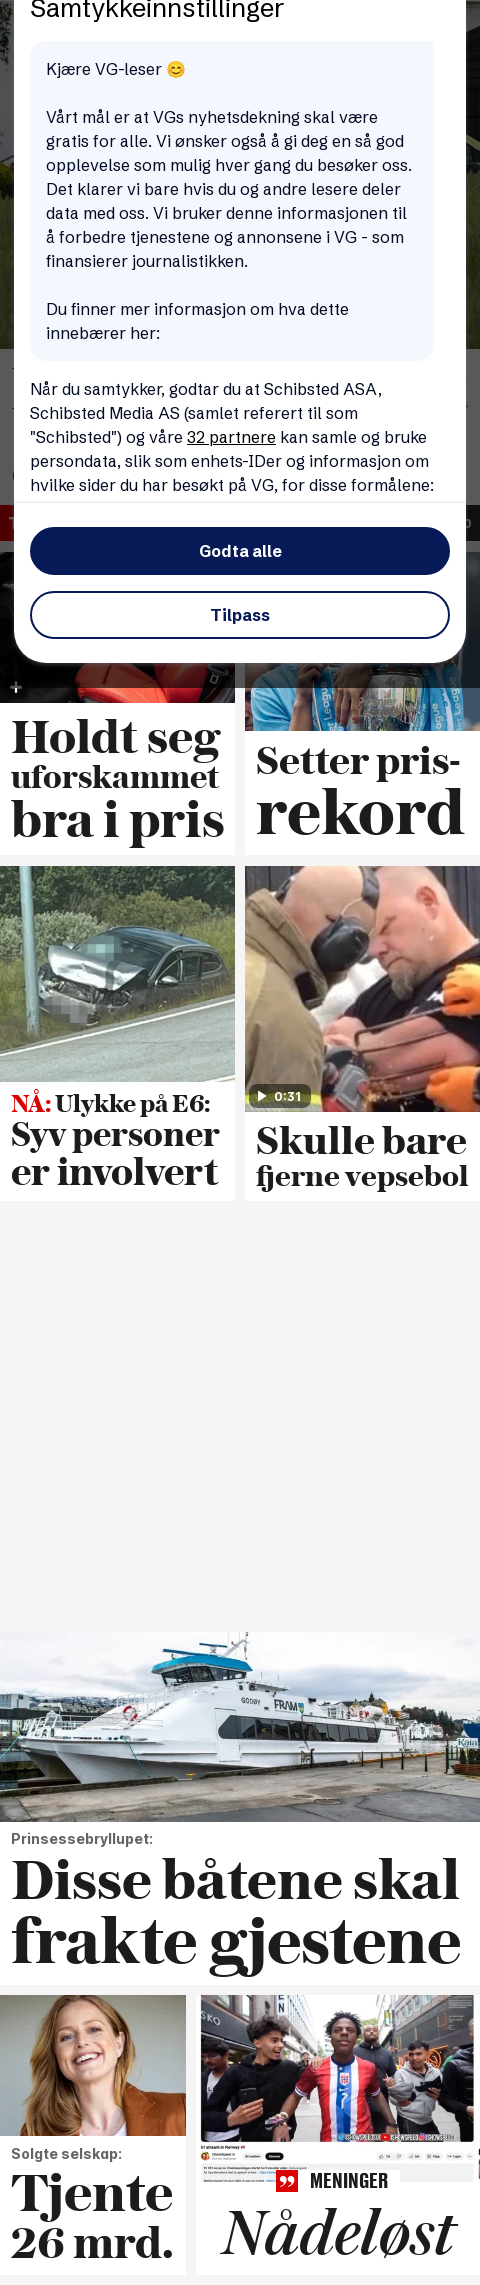 Samtykkeinnstillinger
Kjære VG-leser 😊
Vårt mål er at VGs nyhetsdekning skal være
gratis for alle. Vi ønsker også å gi deg en så god
opplevelse som mulig hver gang du besøker oss.
Det klarer vi bare hvis du og andre lesere deler
data med oss. Vi bruker denne informasjonen til
å forbedre tjenestene og annonsene i VG - som
finansierer journalistikken.
Du finner mer informasjon om hva dette
innebærer her:
Når du samtykker, godtar du at Schibsted ASA,
Schibsted Media AS (samlet referert til som
"Schibsted") og våre 32 partnere kan samle og bruke
persondata, slik som enhets-IDer og informasjon om
hvilke sider du har besøkt på VG, for disse formålene:
Godta alle
Tilpass
Holdt seg
uforskammet
bra i pris
Setter pris-
rekord
NÅ: Ulykke på E6:
Syv personer
er involvert
0:31
Skulle bare
fjerne vepsebol
GODØY
FRAM
Prinsessebryllupet:
Disse båtene skal
frakte gjestene
Solgte selskap:
Tjente
26 mrd.
MENINGER
Nådeløst